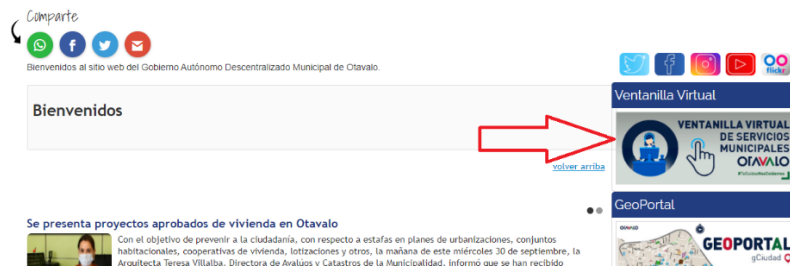 Comparte
Bienvenidos al sitio web del Gobierno Autónomo Descentralizado Municipal de Otavalo.
Bienvenidos
volver arriba
Se presenta proyectos aprobados de vivienda en Otavalo
Con el objetivo de prevenir a la ciudadanía, con respecto a estafas en planes de urbanizaciones, conjuntos
habitacionales, cooperativas de vivienda, lotizaciones y otros, la mañana de este miércoles 30 de septiembre, la
Arquitecta Teresa Villalba, Directora de Avalúos y Catastros de la Municipalidad, informó que se han recibido
flickr
Ventanilla Virtual
VENTANILLA VIRTUAL
DE SERVICIOS
MUNICIPALES
OTAVALO
GeoPortal
OTAVALO
GEOPORTAL
gCiudad